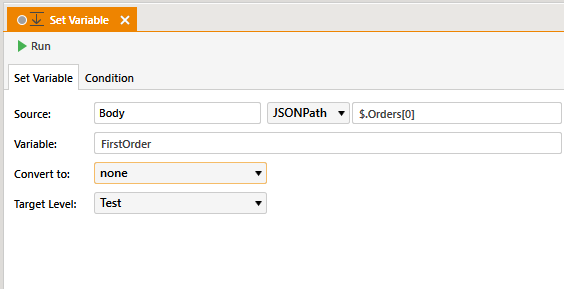 Set Variable
Run
Set Variable Condition
Source: Body JSONPath $.Orders[0]
Variable: FirstOrder
Convert to: none
Target Level: Test